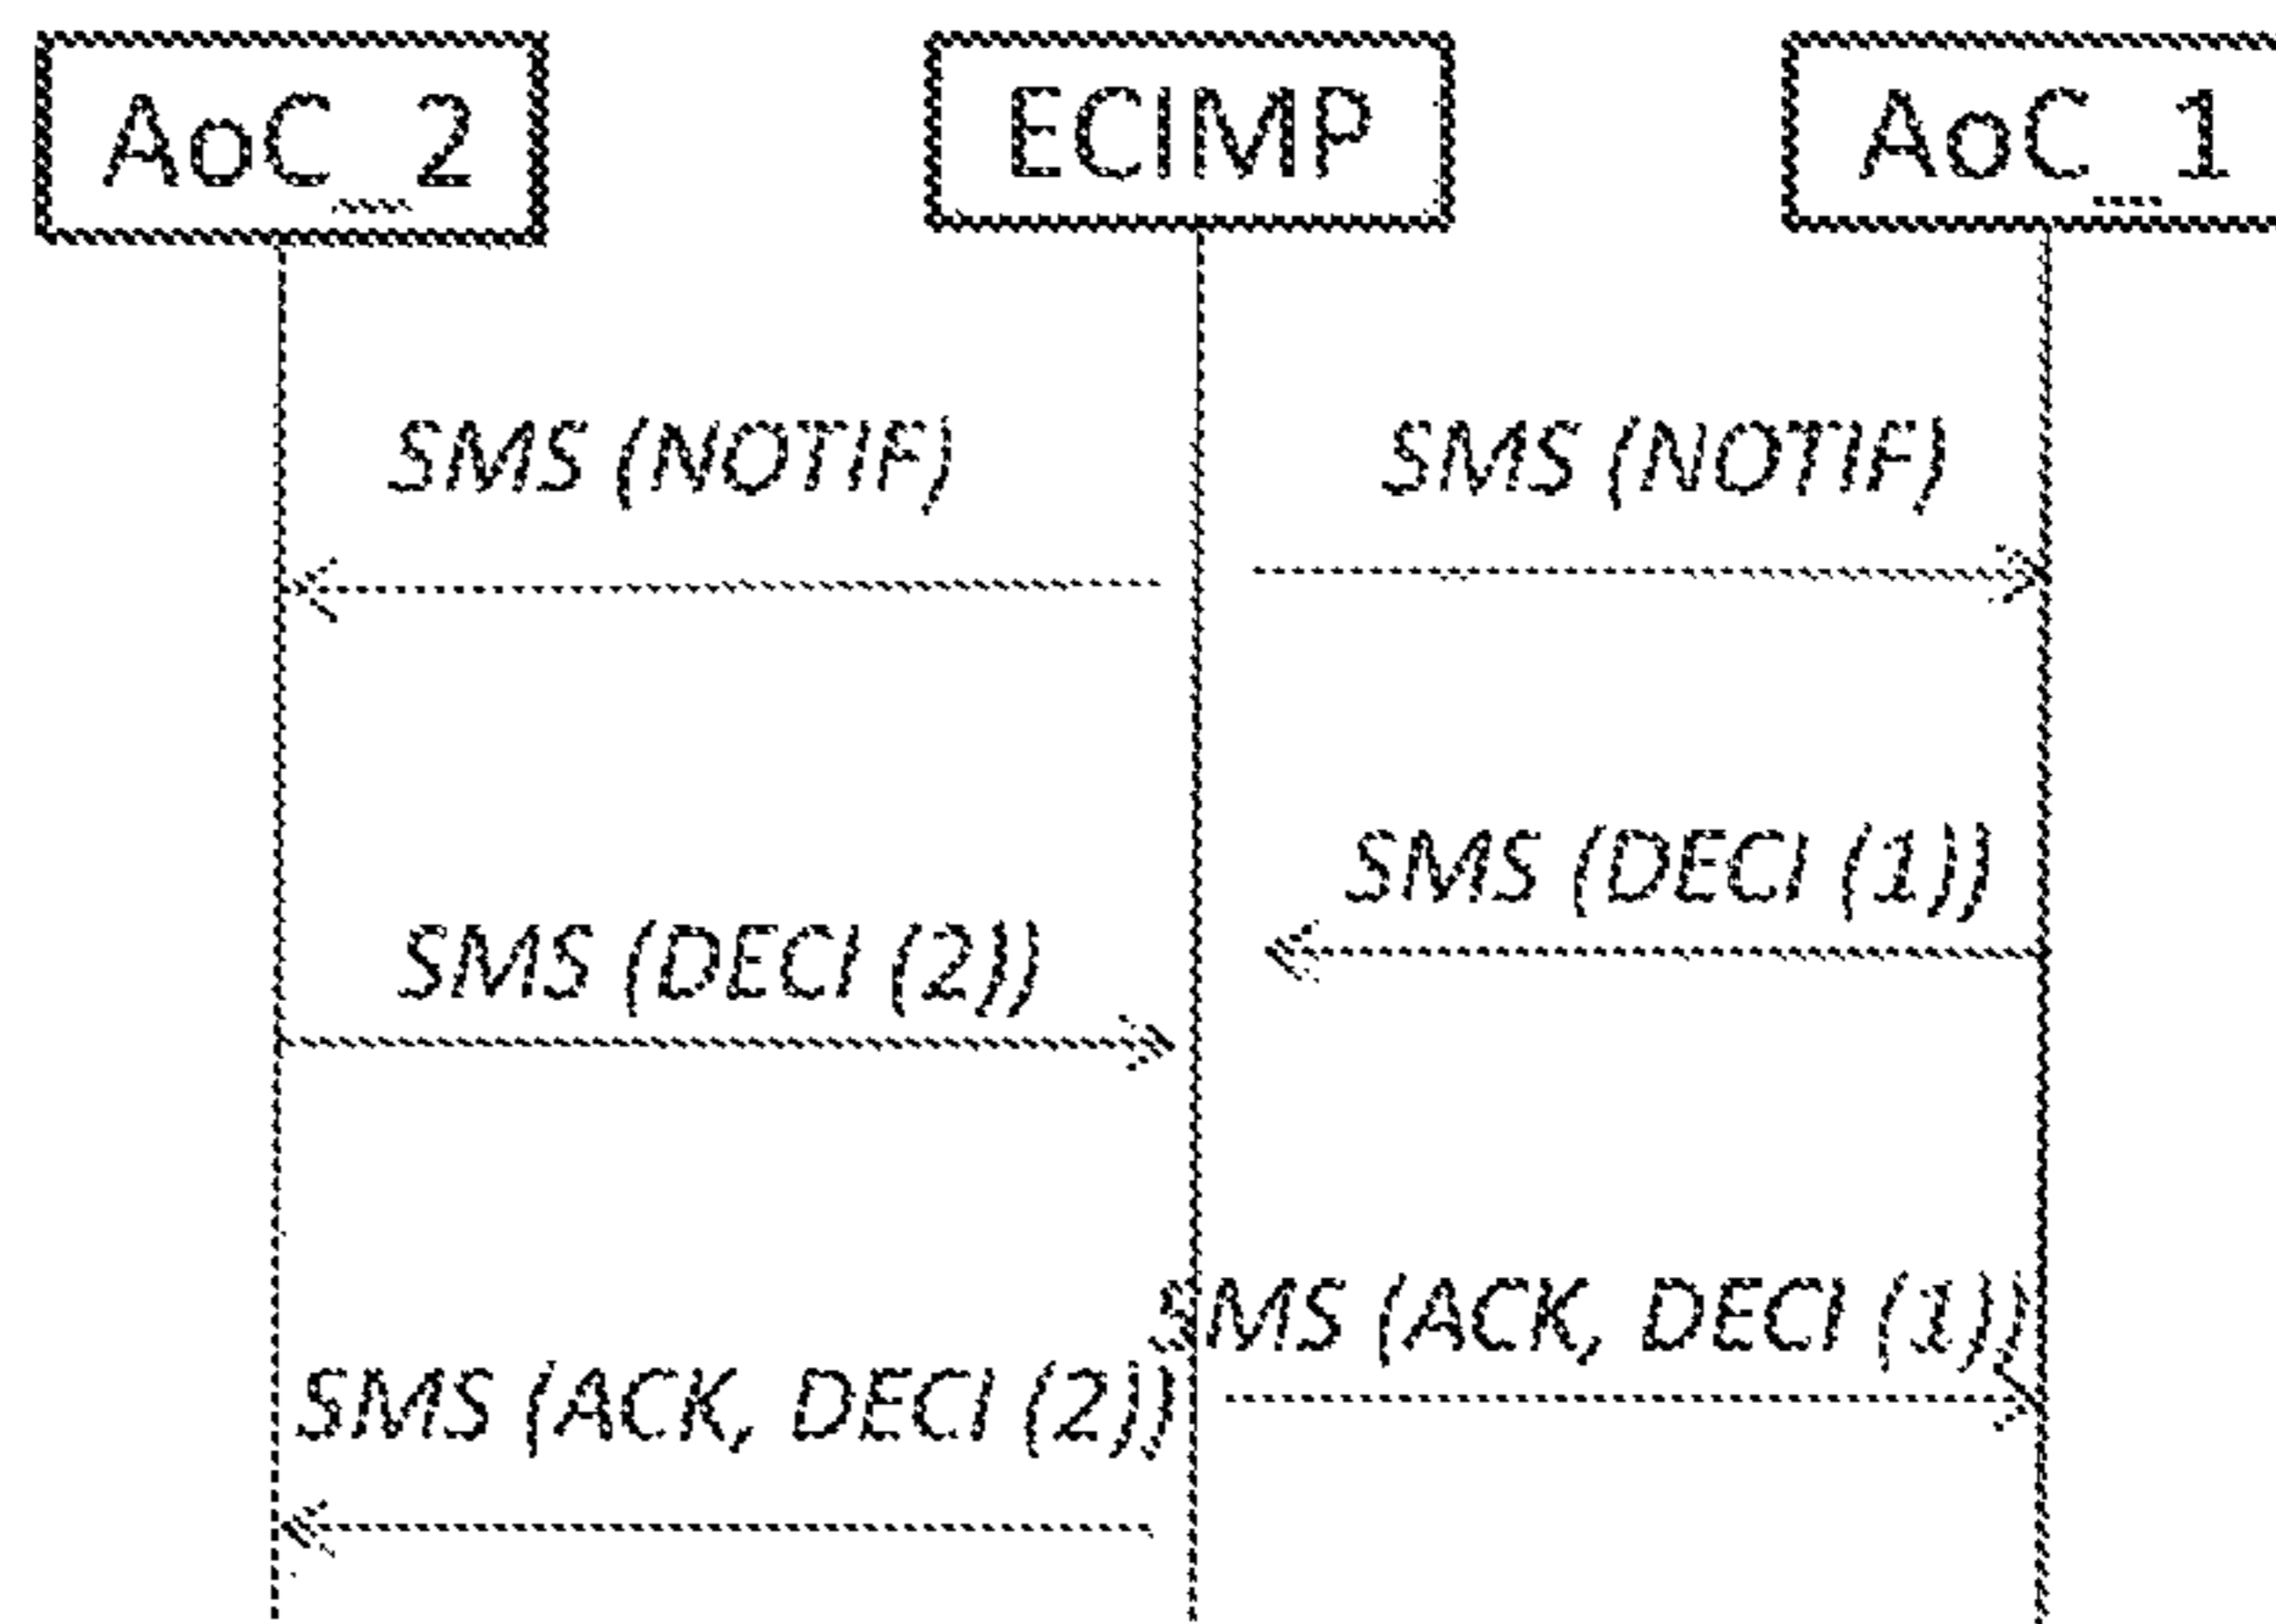 AoC_2 ECIMP AoC_1
SMS (NOTIF) SMS (NOTIF)
SMS (DECI (1))
SMS (DECI (2))
SMS (ACK, DECI (1))
SMS (ACK, DECI (2))